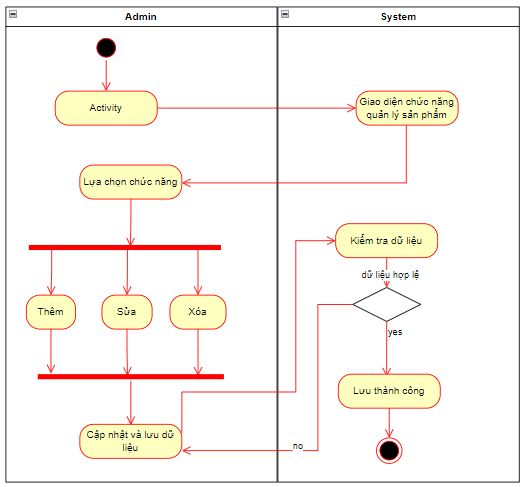 Admin
System
Activity
Giao diện chức năng
quản lý sản phẩm
Lựa chọn chức năng
Kiểm tra dữ liệu
dữ liệu hợp lệ
Thêm
Sửa
Xóa
yes
Lưu thành công
Cập nhật và lưu dữ
liệu
no